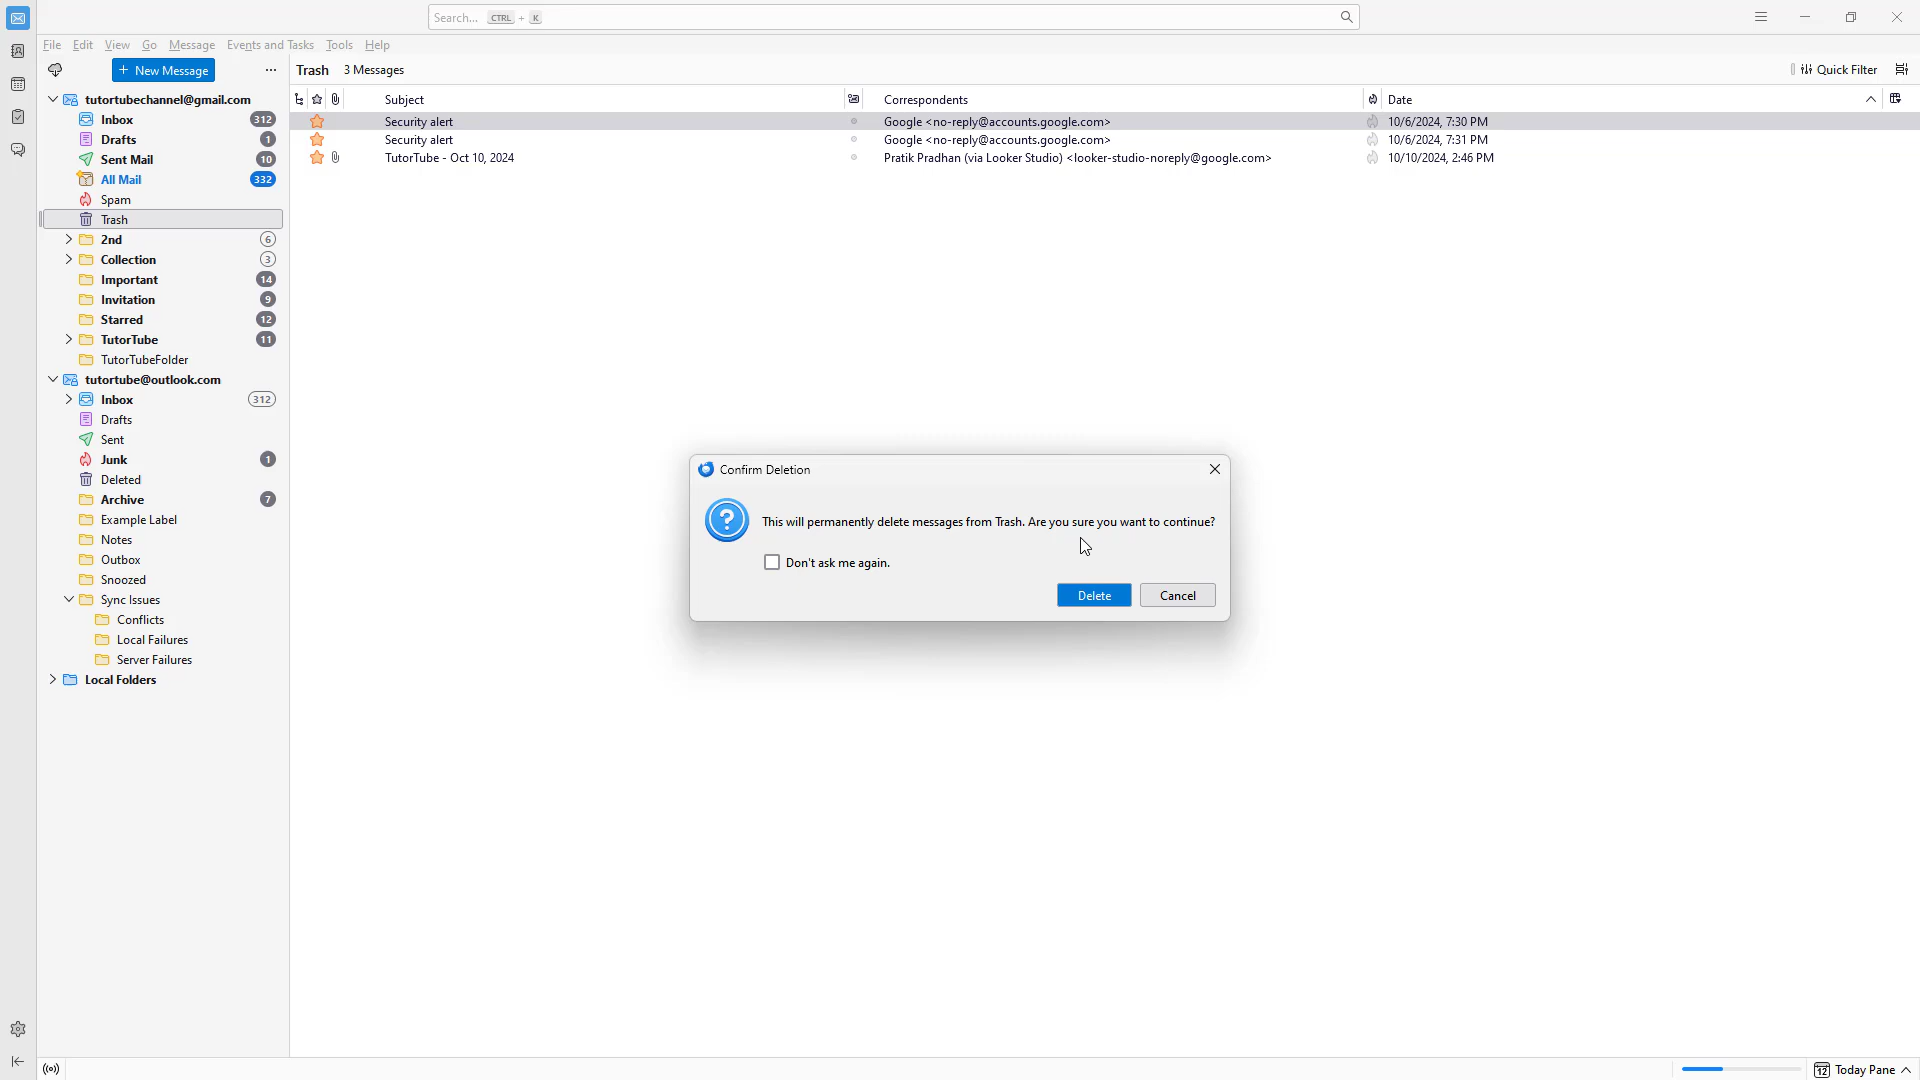 Search... CTRL + K
File Edit View Go Message Events and Tasks Tools Help
+ New Message
tutortubechannel@gmail.com
Inbox 312
Drafts 1
Sent Mail 10
All Mail 332
Spam
Trash
2nd 6
Collection 3
Important 14
Invitation 9
Starred 12
TutorTube 11
TutorTubeFolder
tutortube@outlook.com
Inbox 312
Drafts
Sent
Junk 1
Deleted
Archive 7
Example Label
Notes
Outbox
Snoozed
Sync Issues
Conflicts
Local Failures
Server Failures
Local Folders
Trash 3 Messages Quick Filter
Subject Correspondents Date
Security alert Google <no-reply@accounts.google.com> 10/6/2024, 7:30 PM
Security alert Google <no-reply@accounts.google.com> 10/6/2024, 7:31 PM
TutorTube - Oct 10, 2024 Pratik Pradhan (via Looker Studio) <looker-studio-noreply@google.com> 10/10/2024, 2:46 PM
Confirm Deletion
This will permanently delete messages from Trash. Are you sure you want to continue?
Don't ask me again.
Delete Cancel
12 Today Pane